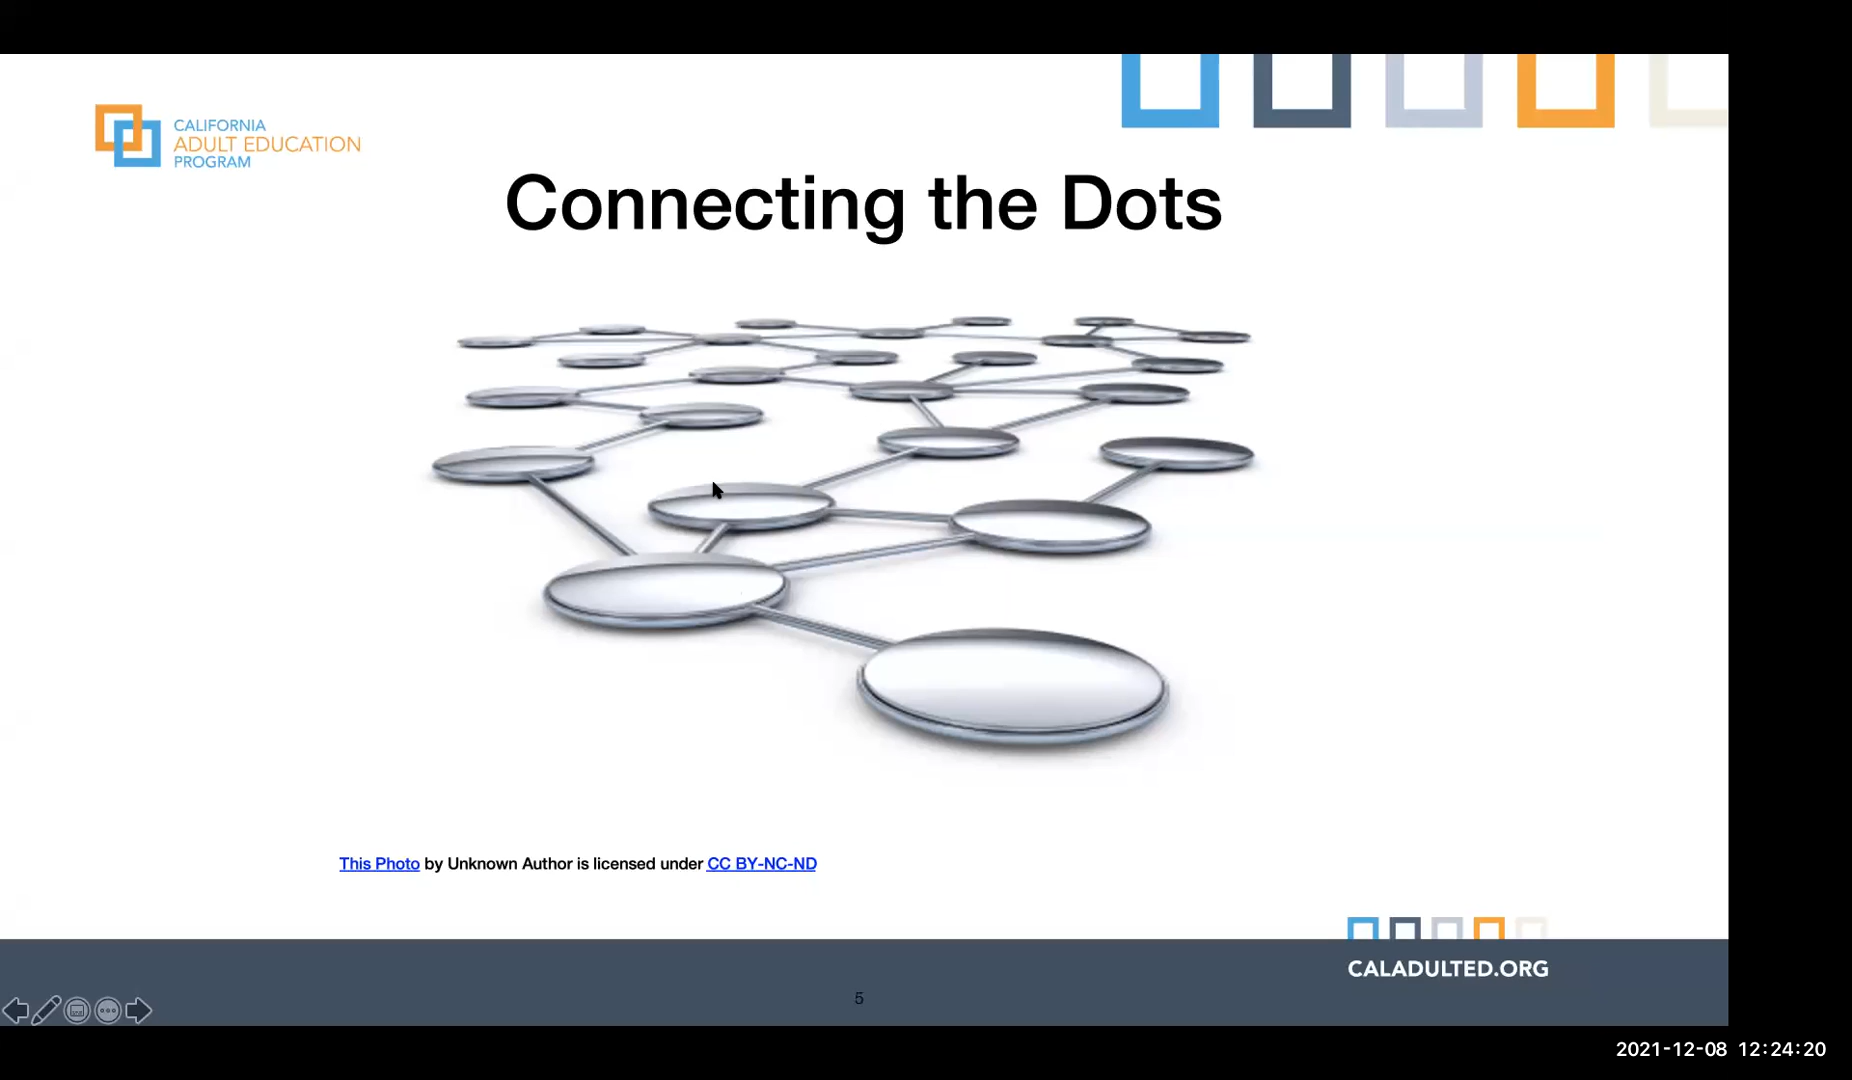 CALIFORNIA
ADULT EDUCATION
PROGRAM
Connecting the Dots
This Photo by Unknown Author is licensed under CC BY-NC-ND
CALADULTED.ORG
5
2021-12-08 12:24:20